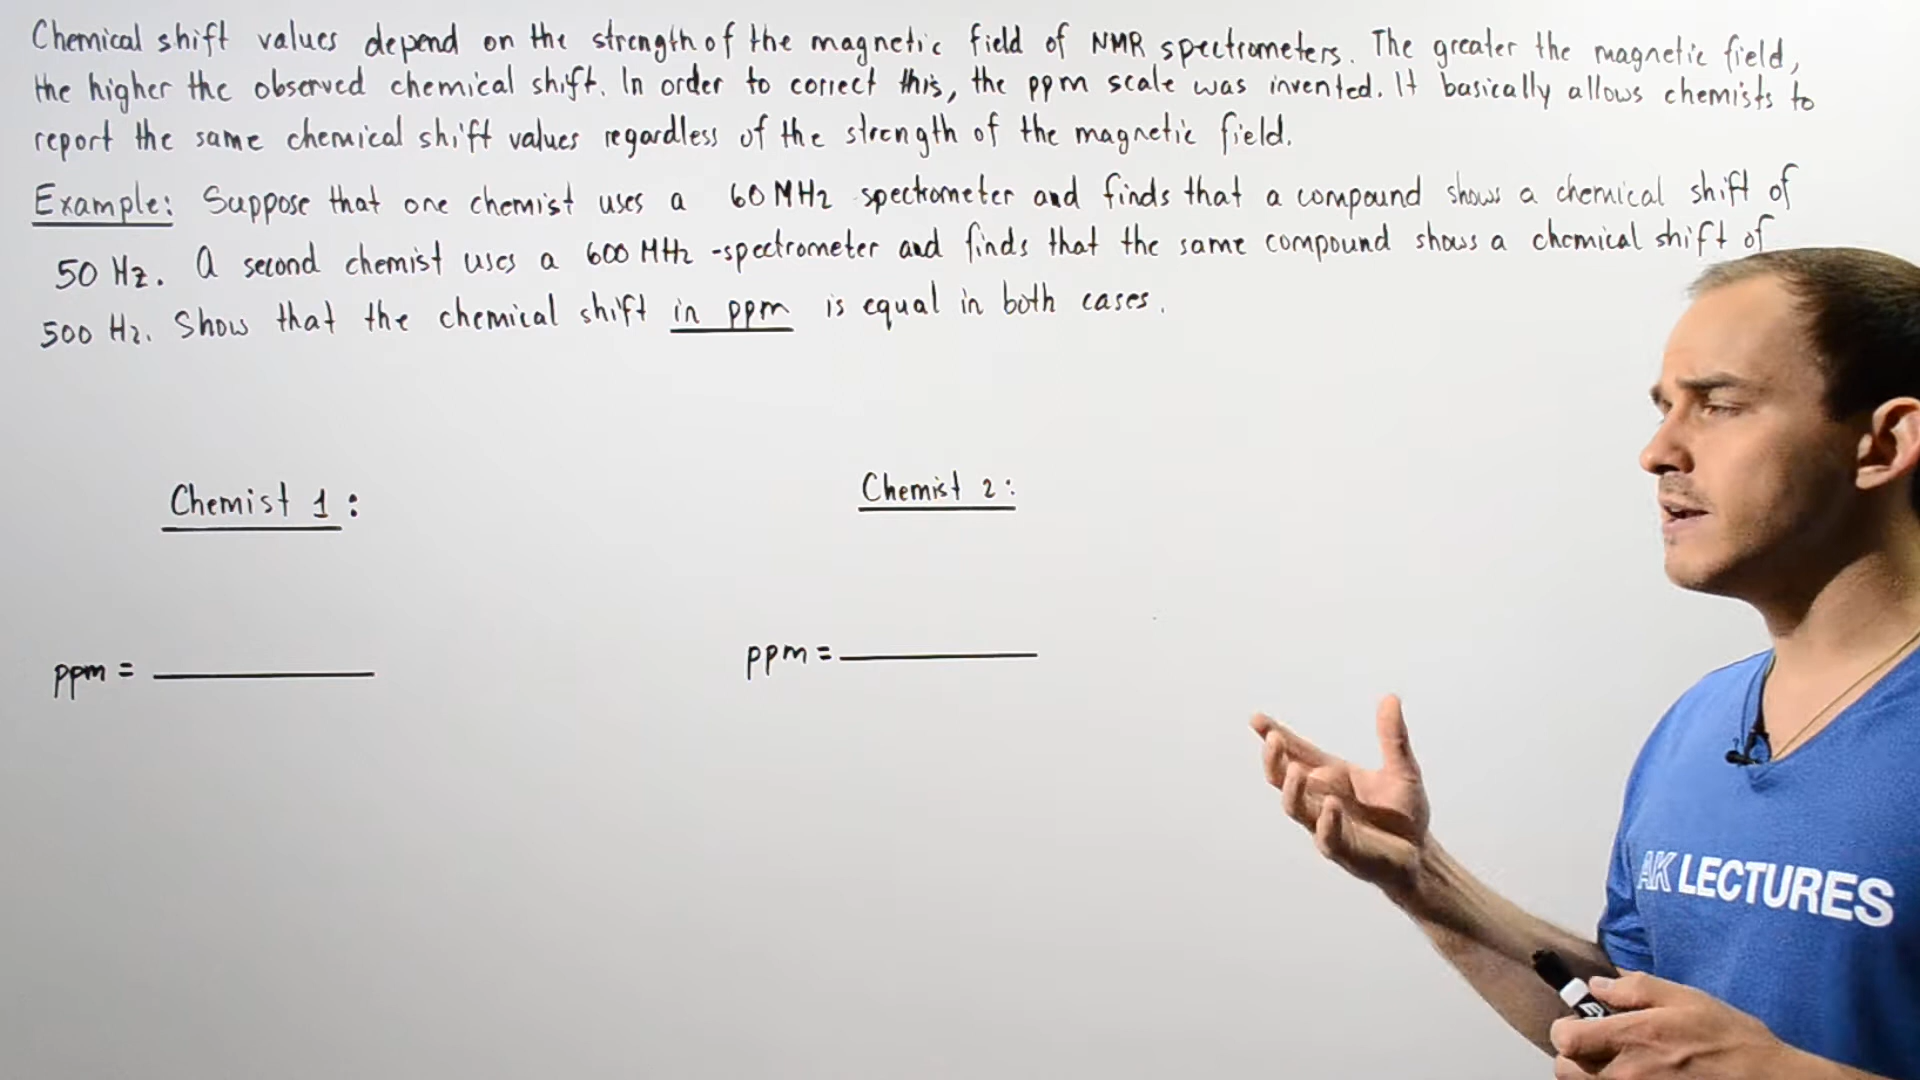 Chemical shift values depend on the strength of the magnetic field of NMR spectrometers. The greater the magnetic field,
the higher the observed chemical shift. In order to correct this, the ppm scale was invented. It basically allows chemists to
report the same chemical shift values regardless of the strength of the magnetic field.
Example: Suppose that one chemist uses a 60 MHz spectrometer and finds that a compound shows a chemical shift of
50 Hz. A second chemist uses a 600 MHz -spectrometer and finds that the same compound shows a chemical shift of
500 Hz. Show that the chemical shift in ppm is equal in both cases.
Chemist 1:
Chemist 2:
ppm =
ppm =
AK LECTURES